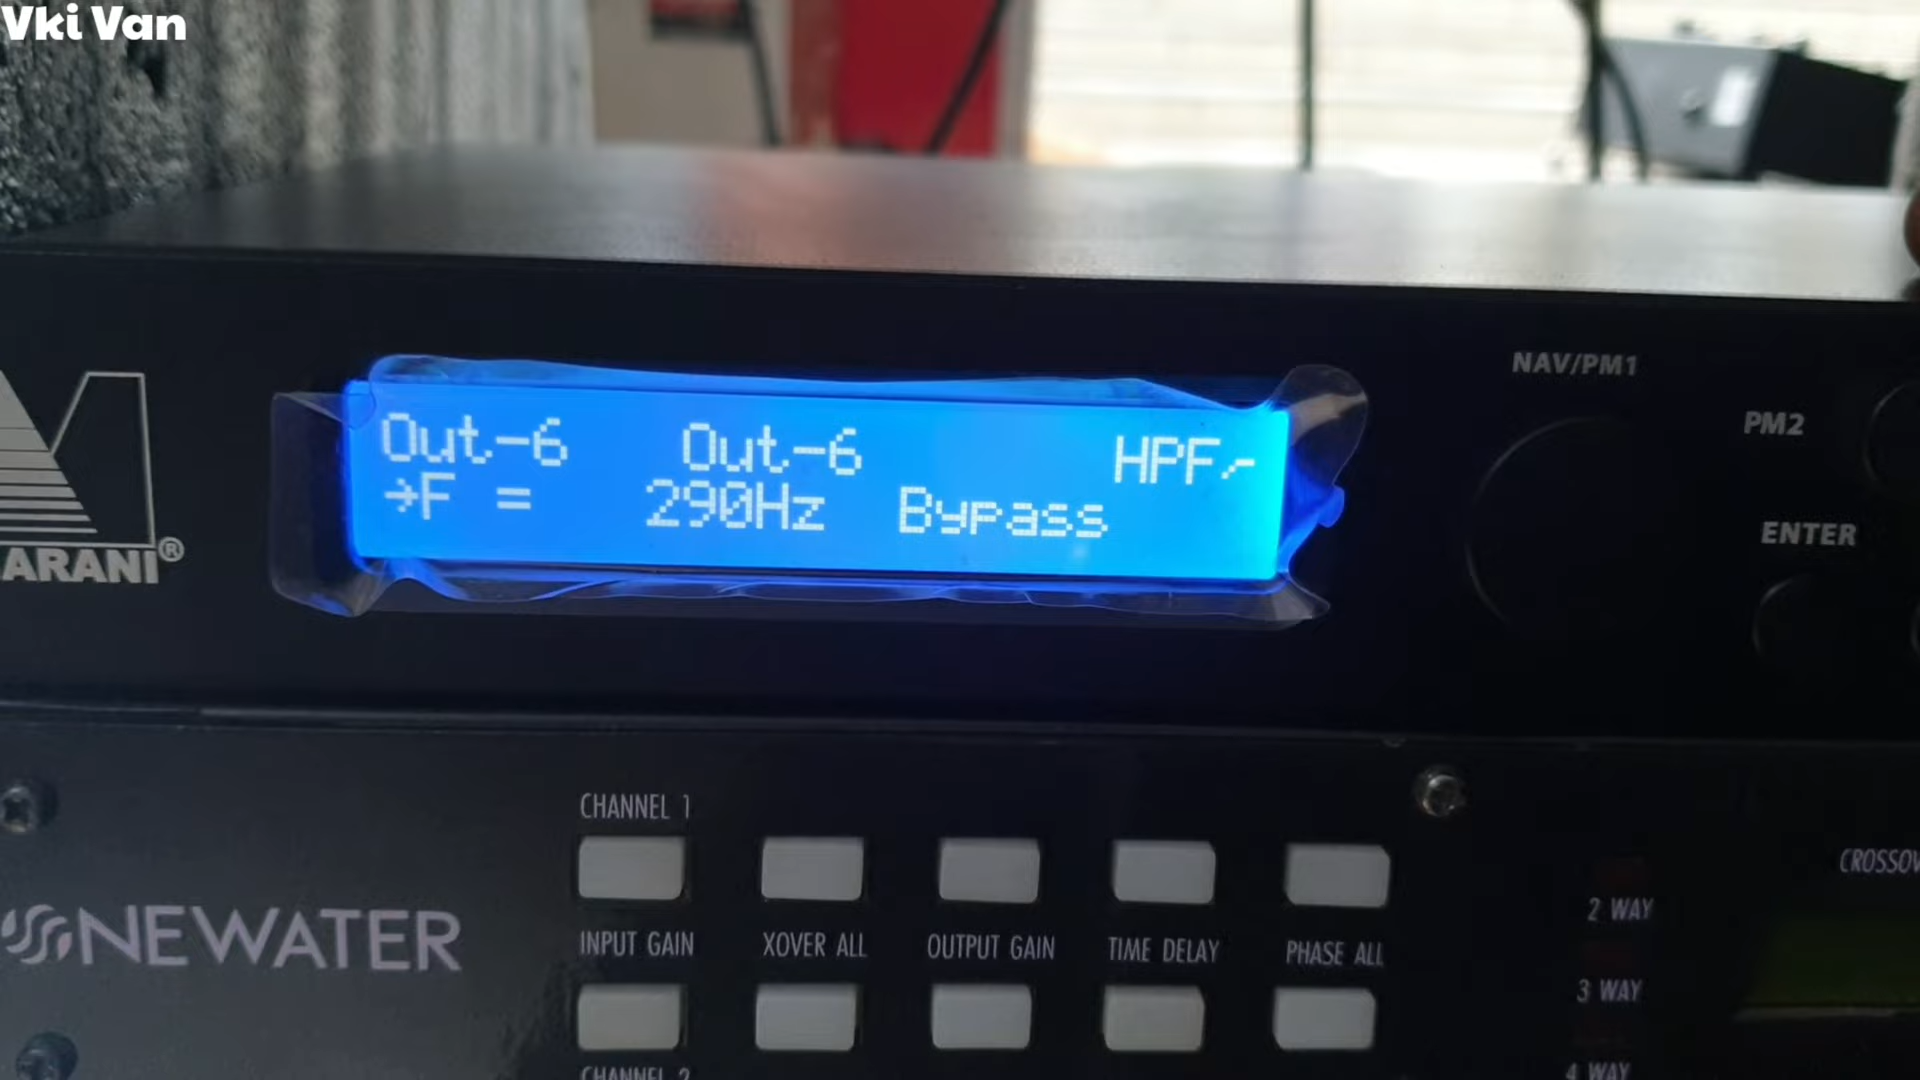 Vki Van
NAV/PM1
PM2
ENTER
Out-6 Out-6 HPF
→F = 290Hz Bypass
ARANI®
CHANNEL 1
INPUT GAIN XOVER ALL OUTPUT GAIN TIME DELAY PHASE ALL
NEWATER
CROSSOV
2 WAY
3 WAY
4 WAY
CHANNEL 2